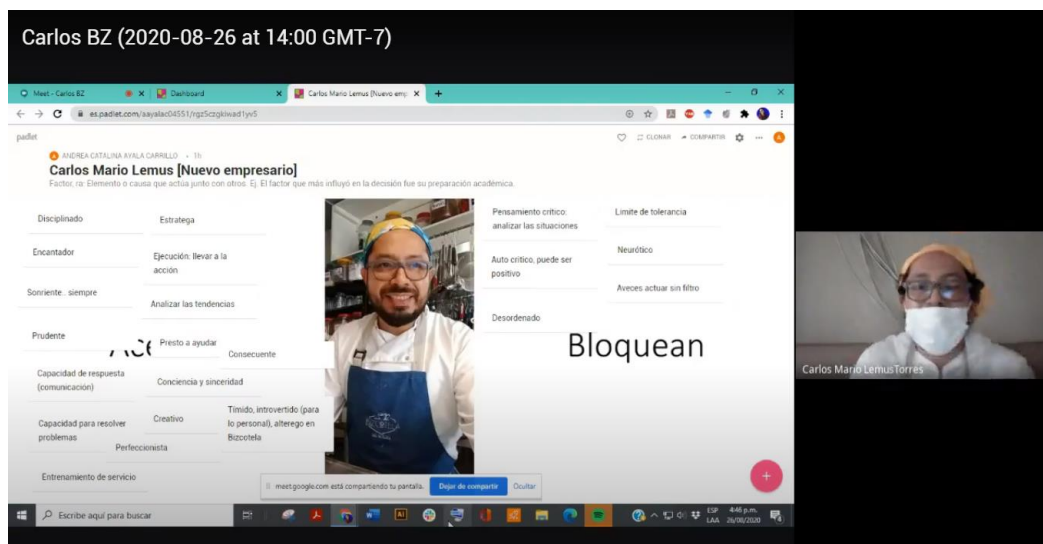 Carlos BZ (2020-08-26 at 14:00 GMT-7)
Meet - Carlos BZ
Dashboard
Carlos Mario Lemus [Nuevo emp
es.padlet.com/aayalac04551/rgz5czgkiwad1yv5
padlet
CLONAR
COMPARTIR
ANDREA CATALINA AYALA CARRILLO
1h
Carlos Mario Lemus [Nuevo empresario]
Factor, ra: Elemento o causa que actúa junto con otros. Ej. El factor que más influyó en la decisión fue su preparación académica.
Disciplinado
Encantador
Sonriente.. siempre
Prudente
Capacidad de respuesta
(comunicación)
Capacidad para resolver
problemas
Perfeccionista
Entrenamiento de servicio
Estratega
Ejecución: llevar a la
acción
Analizar las tendencias
Presto a ayudar
Consecuente
Conciencia y sinceridad
Creativo
Tímido, introvertido (para
lo personal), alterego en
Bizcotela
Pensamiento crítico:
analizar las situaciones
Auto crítico, puede ser
positivo
Desordenado
Limite de tolerancia
Neurótico
Aveces actuar sin filtro
Bloquean
Carlos Mario LemusTorres
meet.google.com está compartiendo tu pantalla.
Dejar de compartir
Ocultar
Escribe aquí para buscar
ESP
LAA
4:46 p.m.
26/08/2020